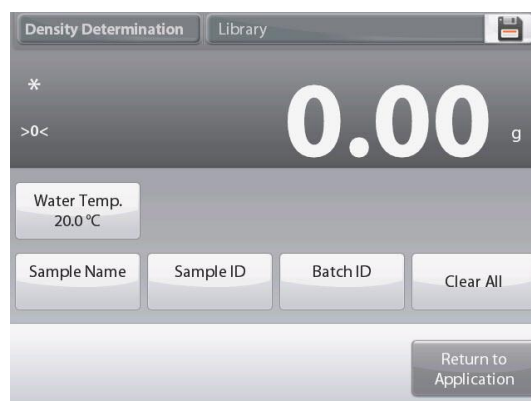 Density Determination Library
*
>0<
0.00 g
Water Temp.
20.0 °C
Sample Name Sample ID Batch ID Clear All
Return to
Application